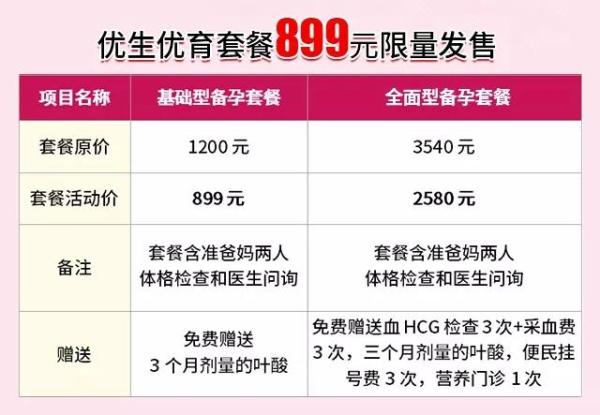 优生优育套餐899元限量发售
项目名称 基础型备孕套餐 全面型备孕套餐
套餐原价 1200 元 3540 元
套餐活动价 899 元 2580 元
备注
套餐含准爸妈两人
体格检查和医生问询
套餐含准爸妈两人
体格检查和医生问询
赠送
免费赠送
3 个月剂量的叶酸
免费赠送血 HCG 检查 3 次+采血费
3 次，三个月剂量的叶酸，便民挂
号费 3 次，营养门诊 1 次